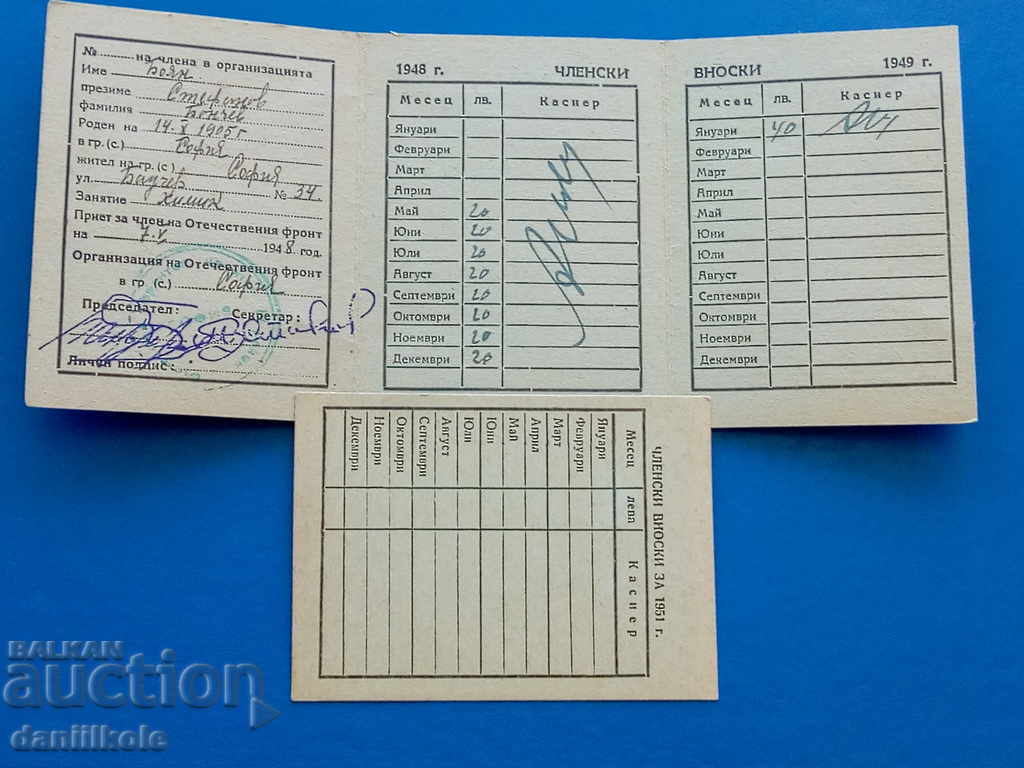 № на члена в организацията
Име Боян
презиме Стефанов
фамилия Бончев
Роден на 14. X 1905 г
в гр. (с.) София
жител на гр. (с) София
ул. № 34.
Занятие химик
Приет за член на Отечествения фронт
на 7. V. 1948 год.
Организация на Отечествения фронт
в гр (с.) София
Председател: Секретар:
Личен подпис:
1948 г. ЧЛЕНСКИ
Месец лв. Касиер
Януари
Февруари
Март
Април
Май 20
Юни 20
Юли 20
Август 20
Септември 20
Октомври 20
Ноември 20
Декември 20
ВНОСКИ 1949 г.
Месец лв. Касиер
Януари 40
Февруари
Март
Април
Май
Юни
Юли
Август
Септември
Октомври
Ноември
Декември
ЧЛЕНСКИ ВНОСКИ ЗА 1951 г.
Месец лева Касиер
Януари
Февруари
Март
Април
Май
Юни
Юли
Август
Септември
Октомври
Ноември
Декември
BALKAN
auction
daniilkole